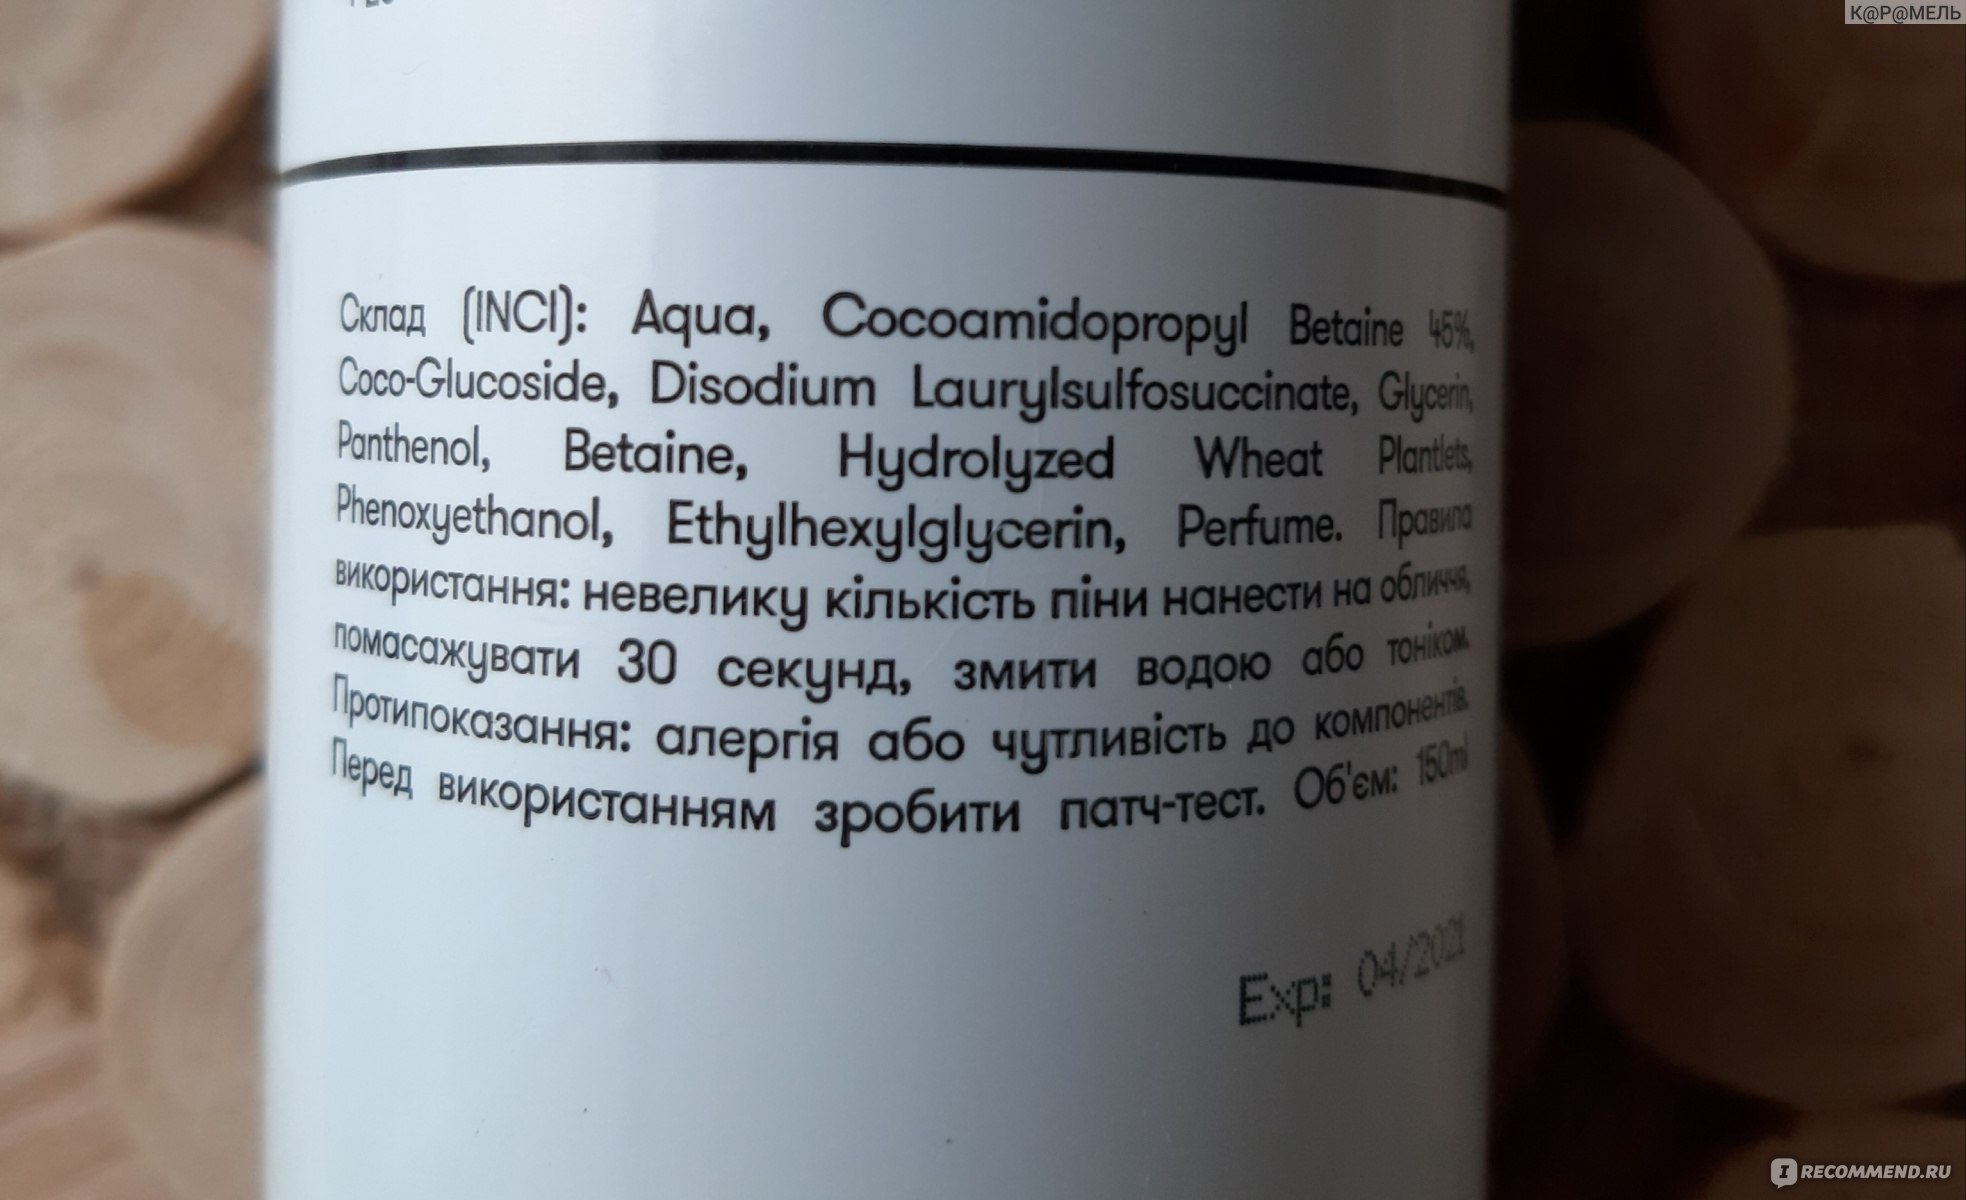 К@Р@МЕЛЬ
Склад (INCI): Aqua, Cocoamidopropyl Betaine 45%,
Coco-Glucoside, Disodium Laurylsulfosuccinate, Glycerin,
Panthenol, Betaine, Hydrolyzed Wheat Plantlets,
Phenoxyethanol, Ethylhexylglycerin, Perfume. Правила
використання: невелику кількість піни нанести на обличчя,
помасажувати 30 секунд, змити водою або тоніком.
Протипоказання: алергія або чутливість до компонентів.
Перед використанням зробити патч-тест. Об'єм: 150ml
Exp: 04/2021
IRECOMMEND.RU